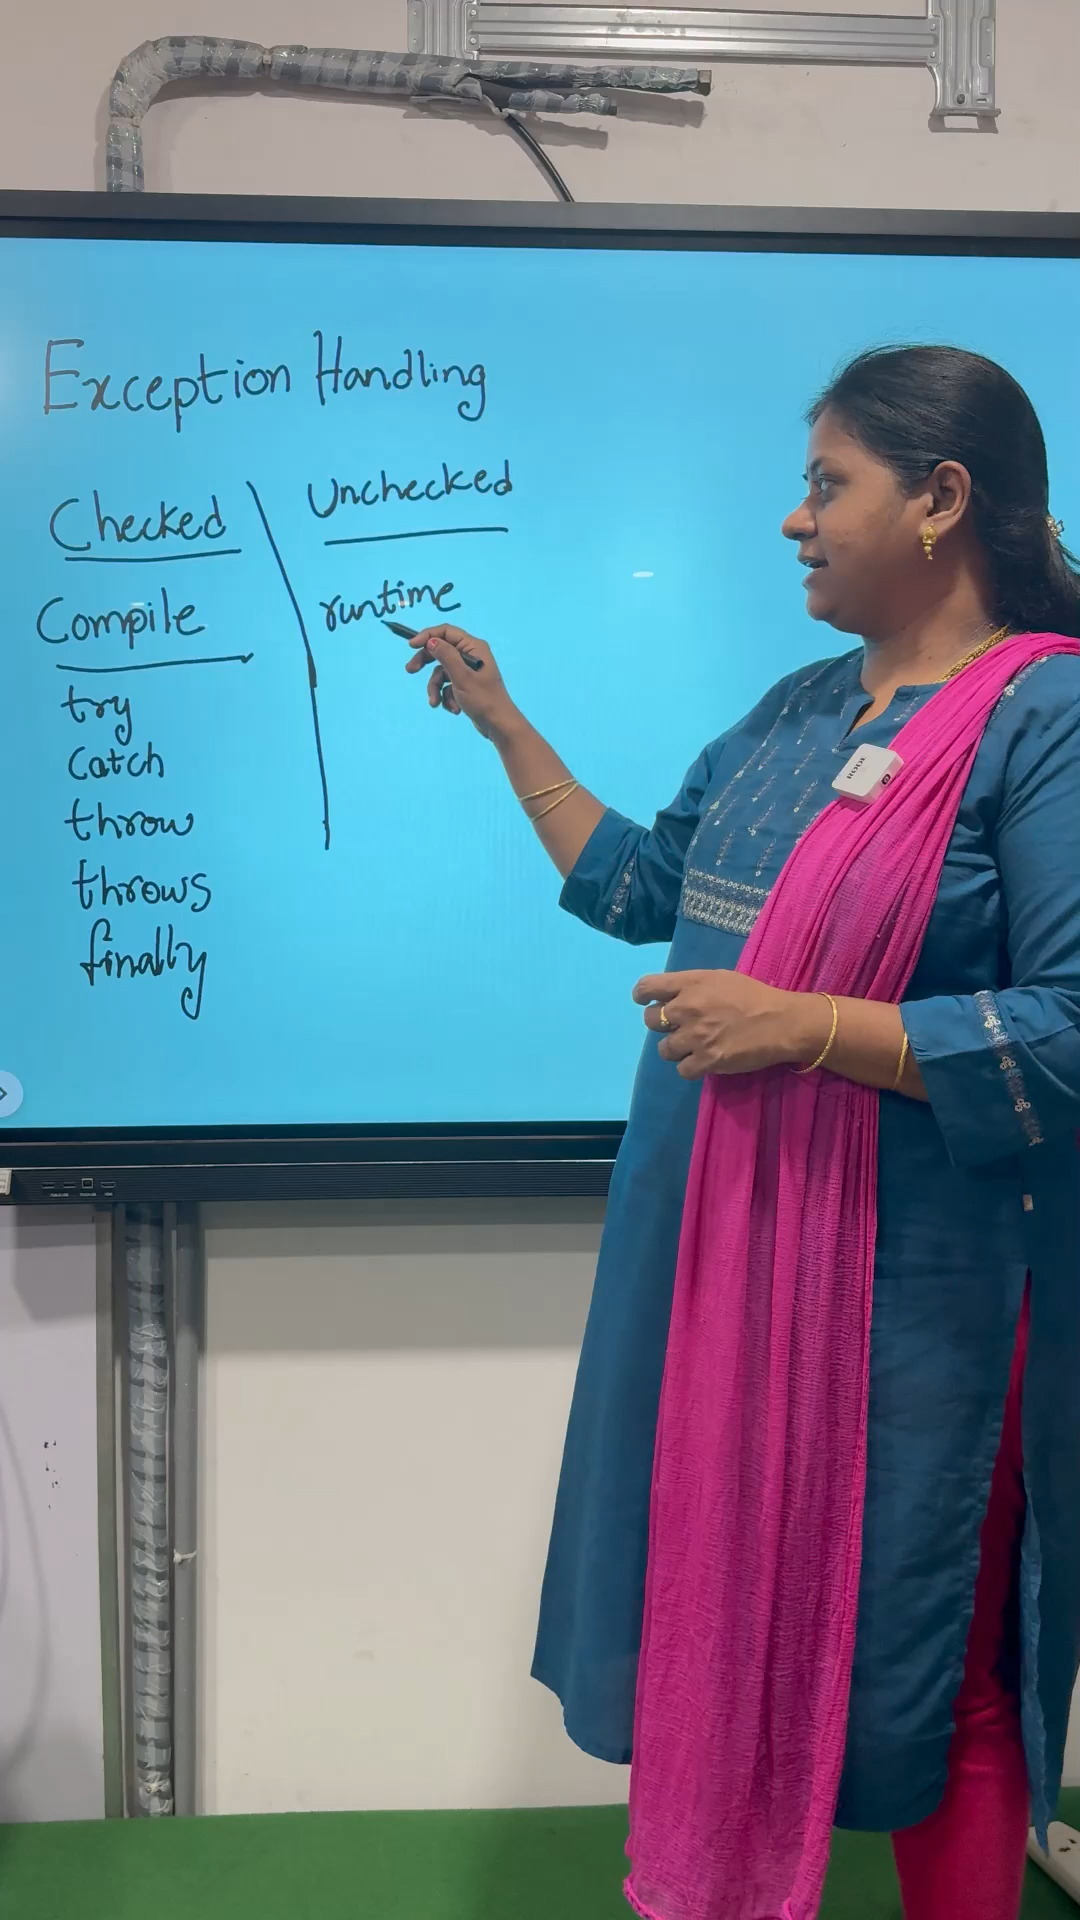 Exception Handling
Checked
Unchecked
Compile
runtime
try
catch
throw
throws
finally